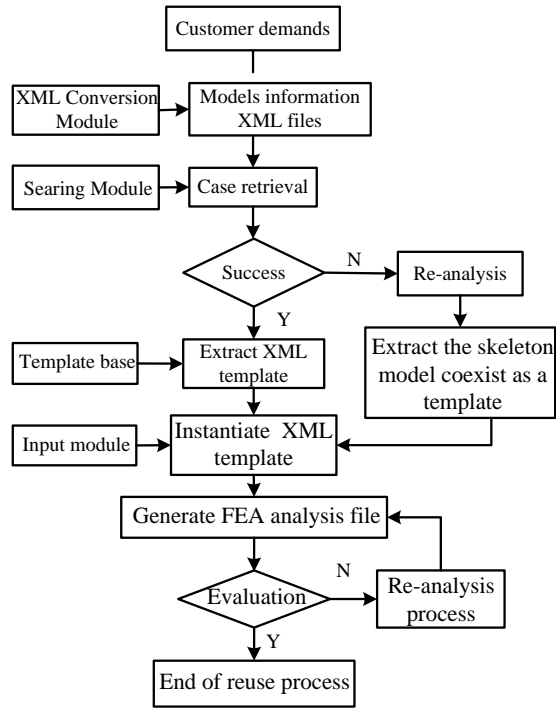 Customer demands
XML Conversion
Module
Models information
XML files
Searing Module
Case retrieval
Success
N
Re-analysis
Y
Template base
Extract XML
template
Extract the skeleton
model coexist as a
template
Input module
Instantiate XML
template
Generate FEA analysis file
Evaluation
N
Re-analysis
process
Y
End of reuse process